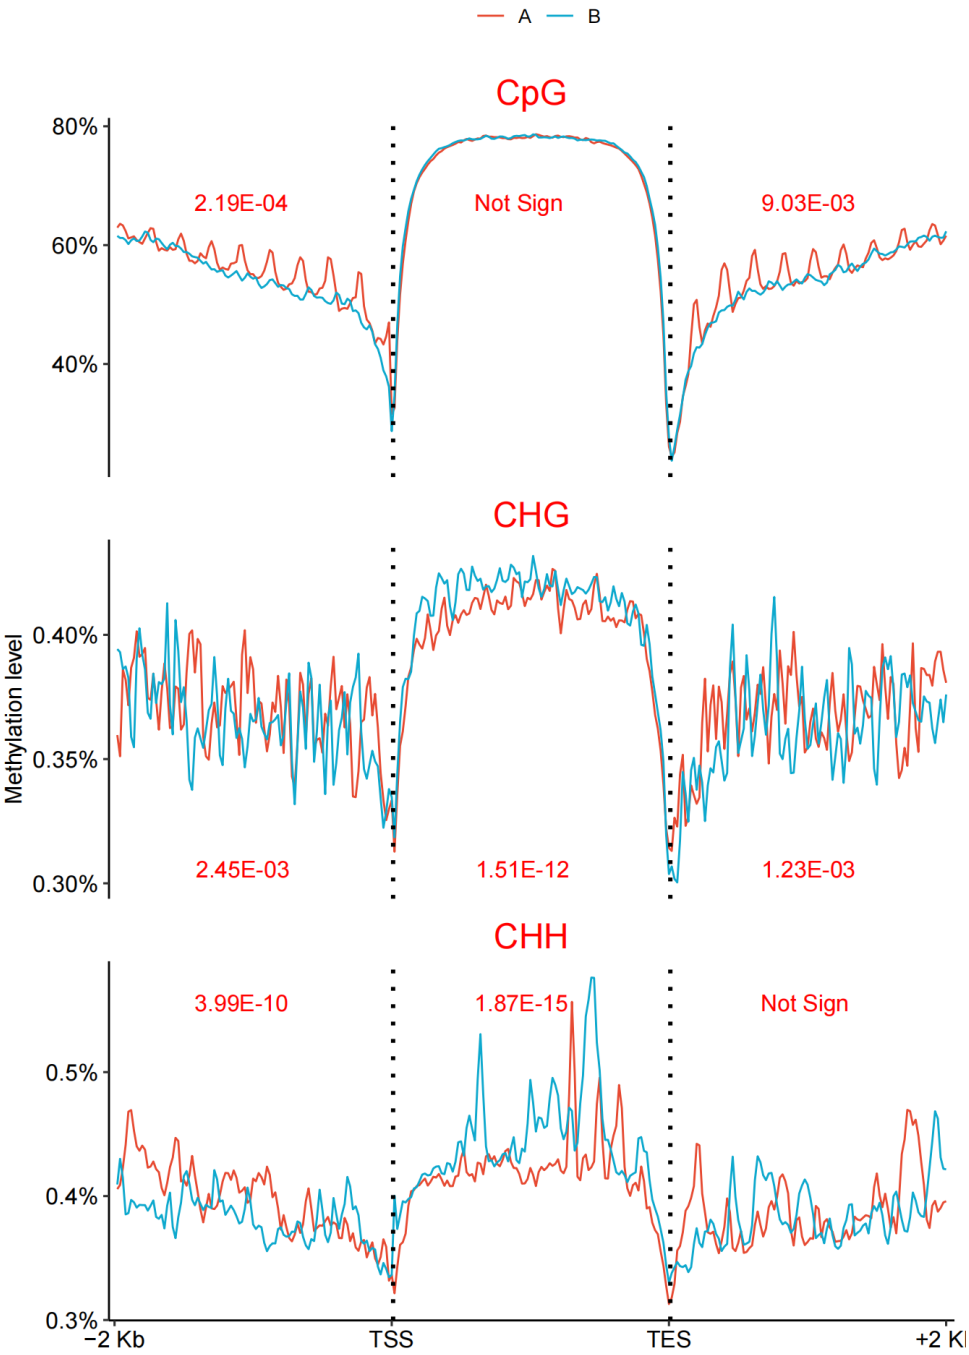 A B
CpG
80%
60%
40%
2.19E-04 Not Sign 9.03E-03
CHG
Methylation level
0.40%
0.35%
0.30%
2.45E-03 1.51E-12 1.23E-03
CHH
3.99E-10 1.87E-15 Not Sign
0.5%
0.4%
0.3%
−2 Kb TSS TES +2 K